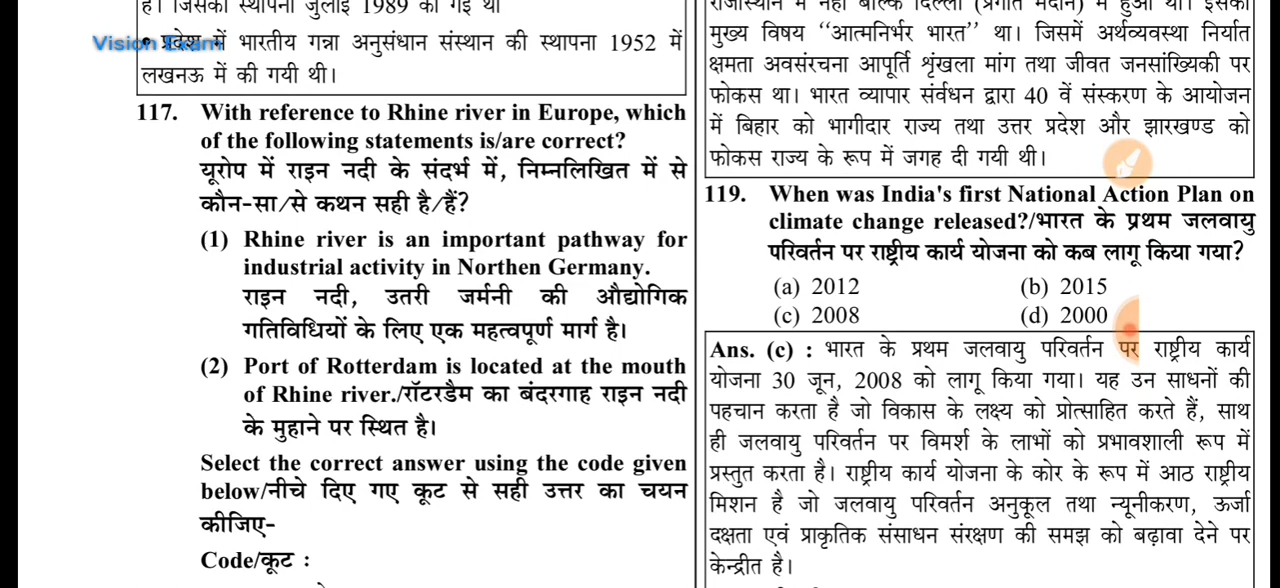 है। जिसकी स्थापना जुलाई 1989 को गई थी
Vision Exam
• प्रदेश में भारतीय गन्ना अनुसंधान संस्थान की स्थापना 1952 में
लखनऊ में की गयी थी।
117. With reference to Rhine river in Europe, which
of the following statements is/are correct?
यूरोप में राइन नदी के संदर्भ में, निम्नलिखित में से
कौन-सा/से कथन सही है/हैं?
(1) Rhine river is an important pathway for
industrial activity in Northen Germany.
राइन नदी, उतरी जर्मनी की औद्योगिक
गतिविधियों के लिए एक महत्वपूर्ण मार्ग है।
(2) Port of Rotterdam is located at the mouth
of Rhine river./रॉटरडैम का बंदरगाह राइन नदी
के मुहाने पर स्थित है।
Select the correct answer using the code given
below/नीचे दिए गए कूट से सही उत्तर का चयन
कीजिए-
Code/कूट :
राजस्थान में नहीं बल्कि दिल्ली (प्रगति मैदान) में हुआ था। इसका
मुख्य विषय ‘‘आत्मनिर्भर भारत’’ था। जिसमें अर्थव्यवस्था निर्यात
क्षमता अवसंरचना आपूर्ति शृंखला मांग तथा जीवत जनसांख्यिकी पर
फोकस था। भारत व्यापार संर्वधन द्वारा 40 वें संस्करण के आयोजन
में बिहार को भागीदार राज्य तथा उत्तर प्रदेश और झारखण्ड को
फोकस राज्य के रूप में जगह दी गयी थी।
119. When was India's first National Action Plan on
climate change released?/भारत के प्रथम जलवायु
परिवर्तन पर राष्ट्रीय कार्य योजना को कब लागू किया गया?
(a) 2012 (b) 2015
(c) 2008 (d) 2000
Ans. (c) : भारत के प्रथम जलवायु परिवर्तन पर राष्ट्रीय कार्य
योजना 30 जून, 2008 को लागू किया गया। यह उन साधनों की
पहचान करता है जो विकास के लक्ष्य को प्रोत्साहित करते हैं, साथ
ही जलवायु परिवर्तन पर विमर्श के लाभों को प्रभावशाली रूप में
प्रस्तुत करता है। राष्ट्रीय कार्य योजना के कोर के रूप में आठ राष्ट्रीय
मिशन है जो जलवायु परिवर्तन अनुकूल तथा न्यूनीकरण, ऊर्जा
दक्षता एवं प्राकृतिक संसाधन संरक्षण की समझ को बढ़ावा देने पर
केन्द्रीत है।